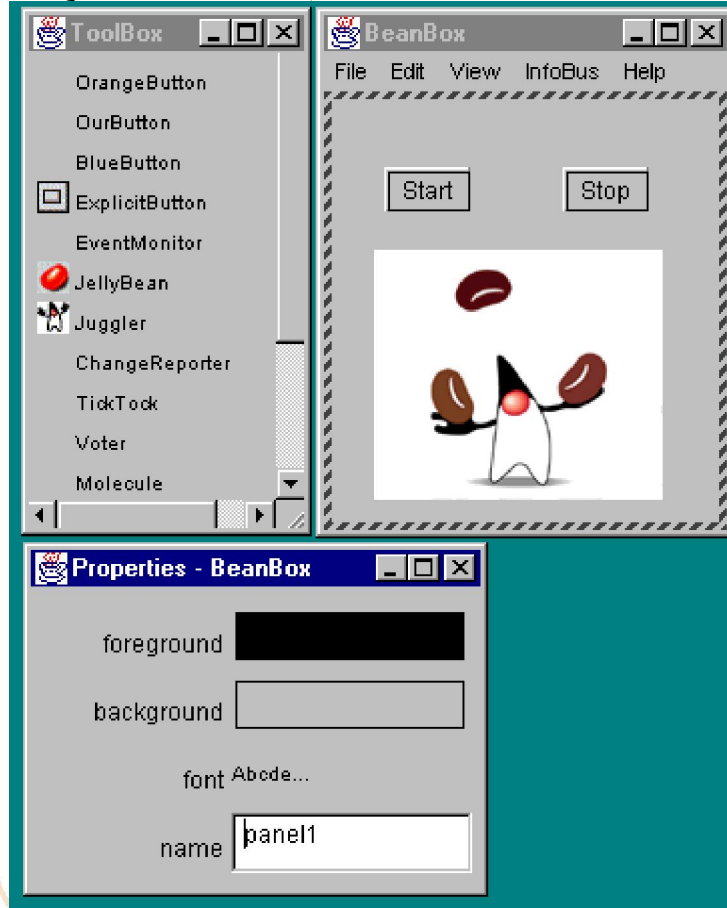 ToolBox
OrangeButton
OurButton
BlueButton
ExplicitButton
EventMonitor
JellyBean
Juggler
ChangeReporter
TickTock
Voter
Molecule
BeanBox
File Edit View InfoBus Help
Start Stop
Properties - BeanBox
foreground
background
font Abcde...
name panel1